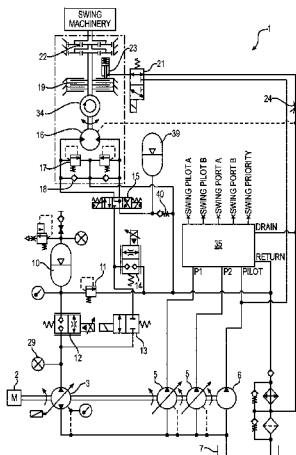 SWING
MACHINERY
23
22
1
21
19
34
24
16
39
17
18
15
40
SWING PILOT A
SWING PILOT B
SWING PORT A
SWING PORT B
SWING PRIORITY
35
DRAIN
RETURN
P1
P2
PILOT
10
11
14
12
13
29
2
M
3
5
5
6
7